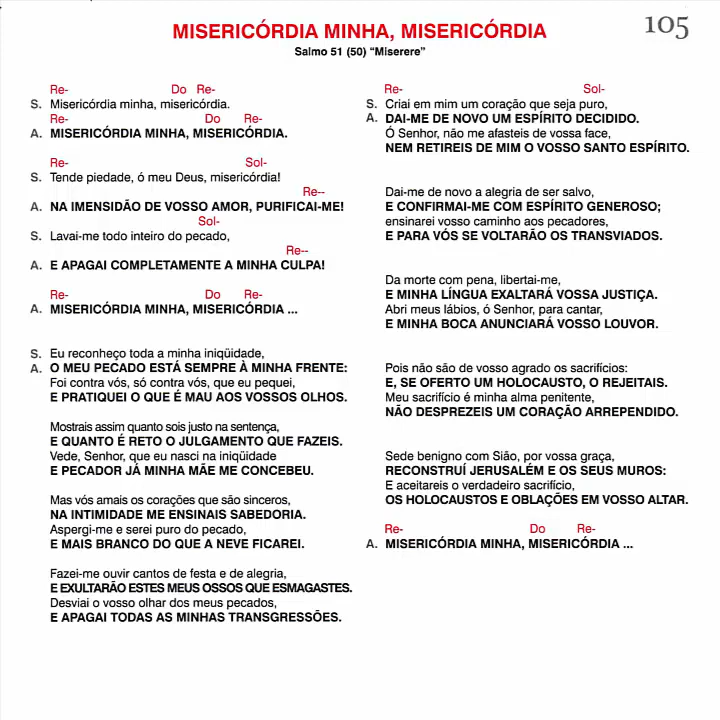 MISERICÓRDIA MINHA, MISERICÓRDIA
105
Salmo 51 (50) “Miserere”
Re- Do Re-
S. Misericórdia minha, misericórdia.
Re- Do Re-
A. MISERICÓRDIA MINHA, MISERICÓRDIA.
Re- Sol-
S. Tende piedade, ó meu Deus, misericórdia!
Re--
A. NA IMENSIDÃO DE VOSSO AMOR, PURIFICAI-ME!
Sol-
S. Lavai-me todo inteiro do pecado,
Re--
A. E APAGAI COMPLETAMENTE A MINHA CULPA!
Re- Do Re-
A. MISERICÓRDIA MINHA, MISERICÓRDIA ...
S. Eu reconheço toda a minha iniqüidade,
A. O MEU PECADO ESTÁ SEMPRE À MINHA FRENTE:
Foi contra vós, só contra vós, que eu pequei,
E PRATIQUEI O QUE É MAU AOS VOSSOS OLHOS.
Mostrais assim quanto sois justo na sentença,
E QUANTO É RETO O JULGAMENTO QUE FAZEIS.
Vede, Senhor, que eu nasci na iniqüidade
E PECADOR JÁ MINHA MÃE ME CONCEBEU.
Mas vós amais os corações que são sinceros,
NA INTIMIDADE ME ENSINAIS SABEDORIA.
Aspergi-me e serei puro do pecado,
E MAIS BRANCO DO QUE A NEVE FICAREI.
Fazei-me ouvir cantos de festa e de alegria,
E EXULTARÃO ESTES MEUS OSSOS QUE ESMAGASTES.
Desviai o vosso olhar dos meus pecados,
E APAGAI TODAS AS MINHAS TRANSGRESSÕES.
Re- Sol-
S. Criai em mim um coração que seja puro,
A. DAI-ME DE NOVO UM ESPÍRITO DECIDIDO.
Ó Senhor, não me afasteis de vossa face,
NEM RETIREIS DE MIM O VOSSO SANTO ESPÍRITO.
Dai-me de novo a alegria de ser salvo,
E CONFIRMAI-ME COM ESPÍRITO GENEROSO;
ensinarei vosso caminho aos pecadores,
E PARA VÓS SE VOLTARÃO OS TRANSVIADOS.
Da morte com pena, libertai-me,
E MINHA LÍNGUA EXALTARÁ VOSSA JUSTIÇA.
Abri meus lábios, ó Senhor, para cantar,
E MINHA BOCA ANUNCIARÁ VOSSO LOUVOR.
Pois não são de vosso agrado os sacrifícios:
E, SE OFERTO UM HOLOCAUSTO, O REJEITAIS.
Meu sacrifício é minha alma penitente,
NÃO DESPREZEIS UM CORAÇÃO ARREPENDIDO.
Sede benigno com Sião, por vossa graça,
RECONSTRUÍ JERUSALÉM E OS SEUS MUROS:
E aceitareis o verdadeiro sacrifício,
OS HOLOCAUSTOS E OBLAÇÕES EM VOSSO ALTAR.
Re- Do Re-
A. MISERICÓRDIA MINHA, MISERICÓRDIA ...